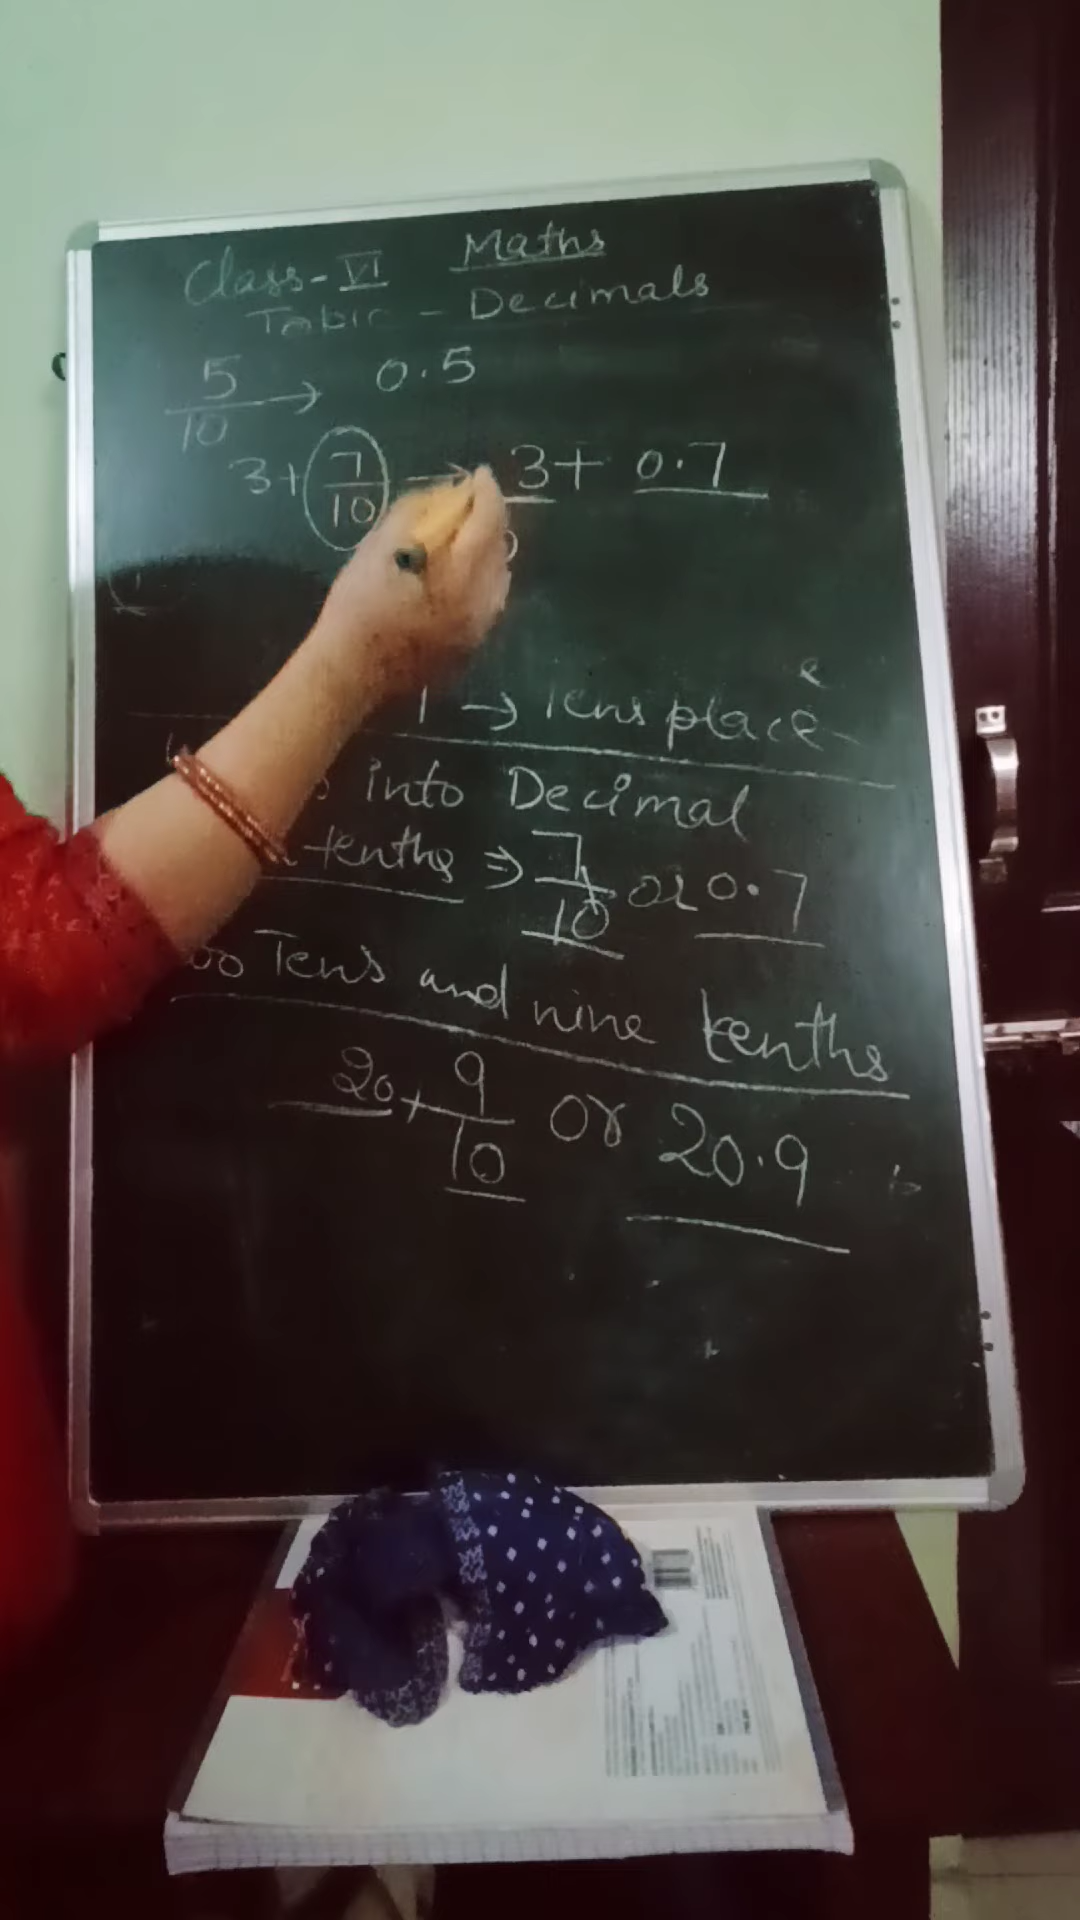 Maths
Class-VI
Topic - Decimals
5/10 → 0.5
3+ 7/10 → 3+ 0.7
1 → Tens place
into Decimal
tenths ⇒ 7/10 or 0.7
Tens and nine tenths
20 + 9/10 or 20.9